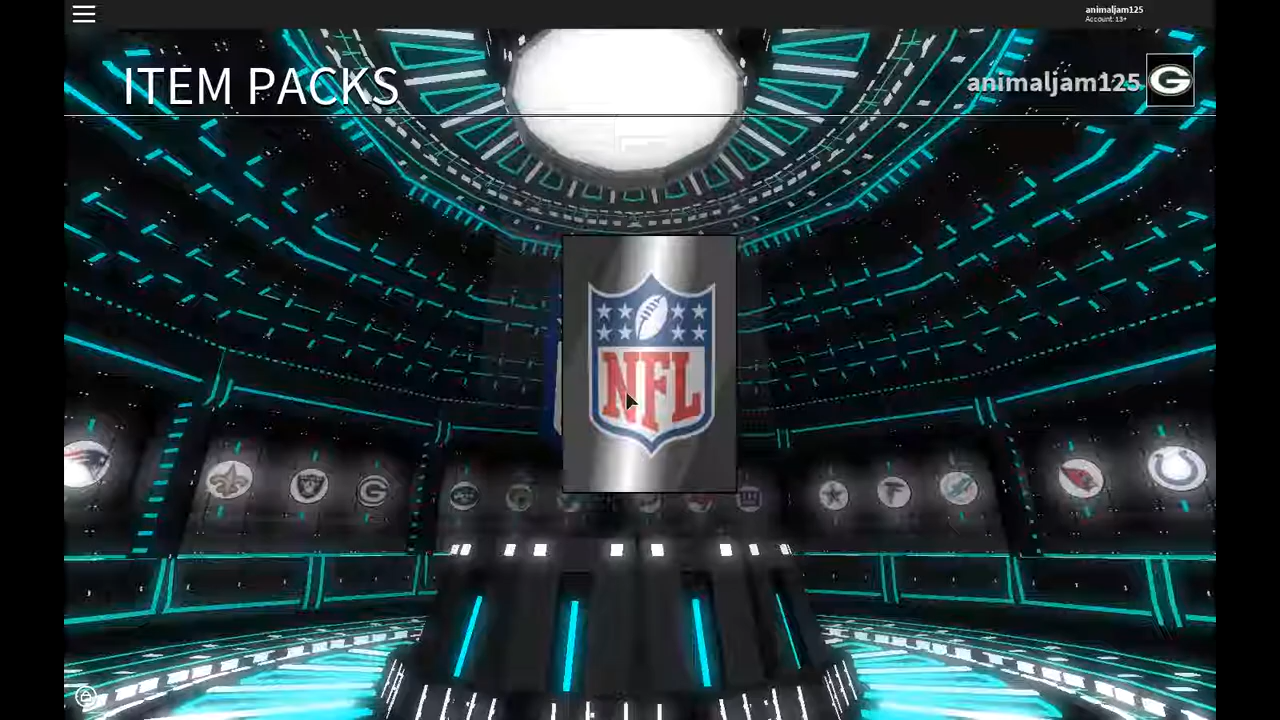 animaljam125
Account: 13+
ITEM PACKS
animaljam125
G
NFL
G